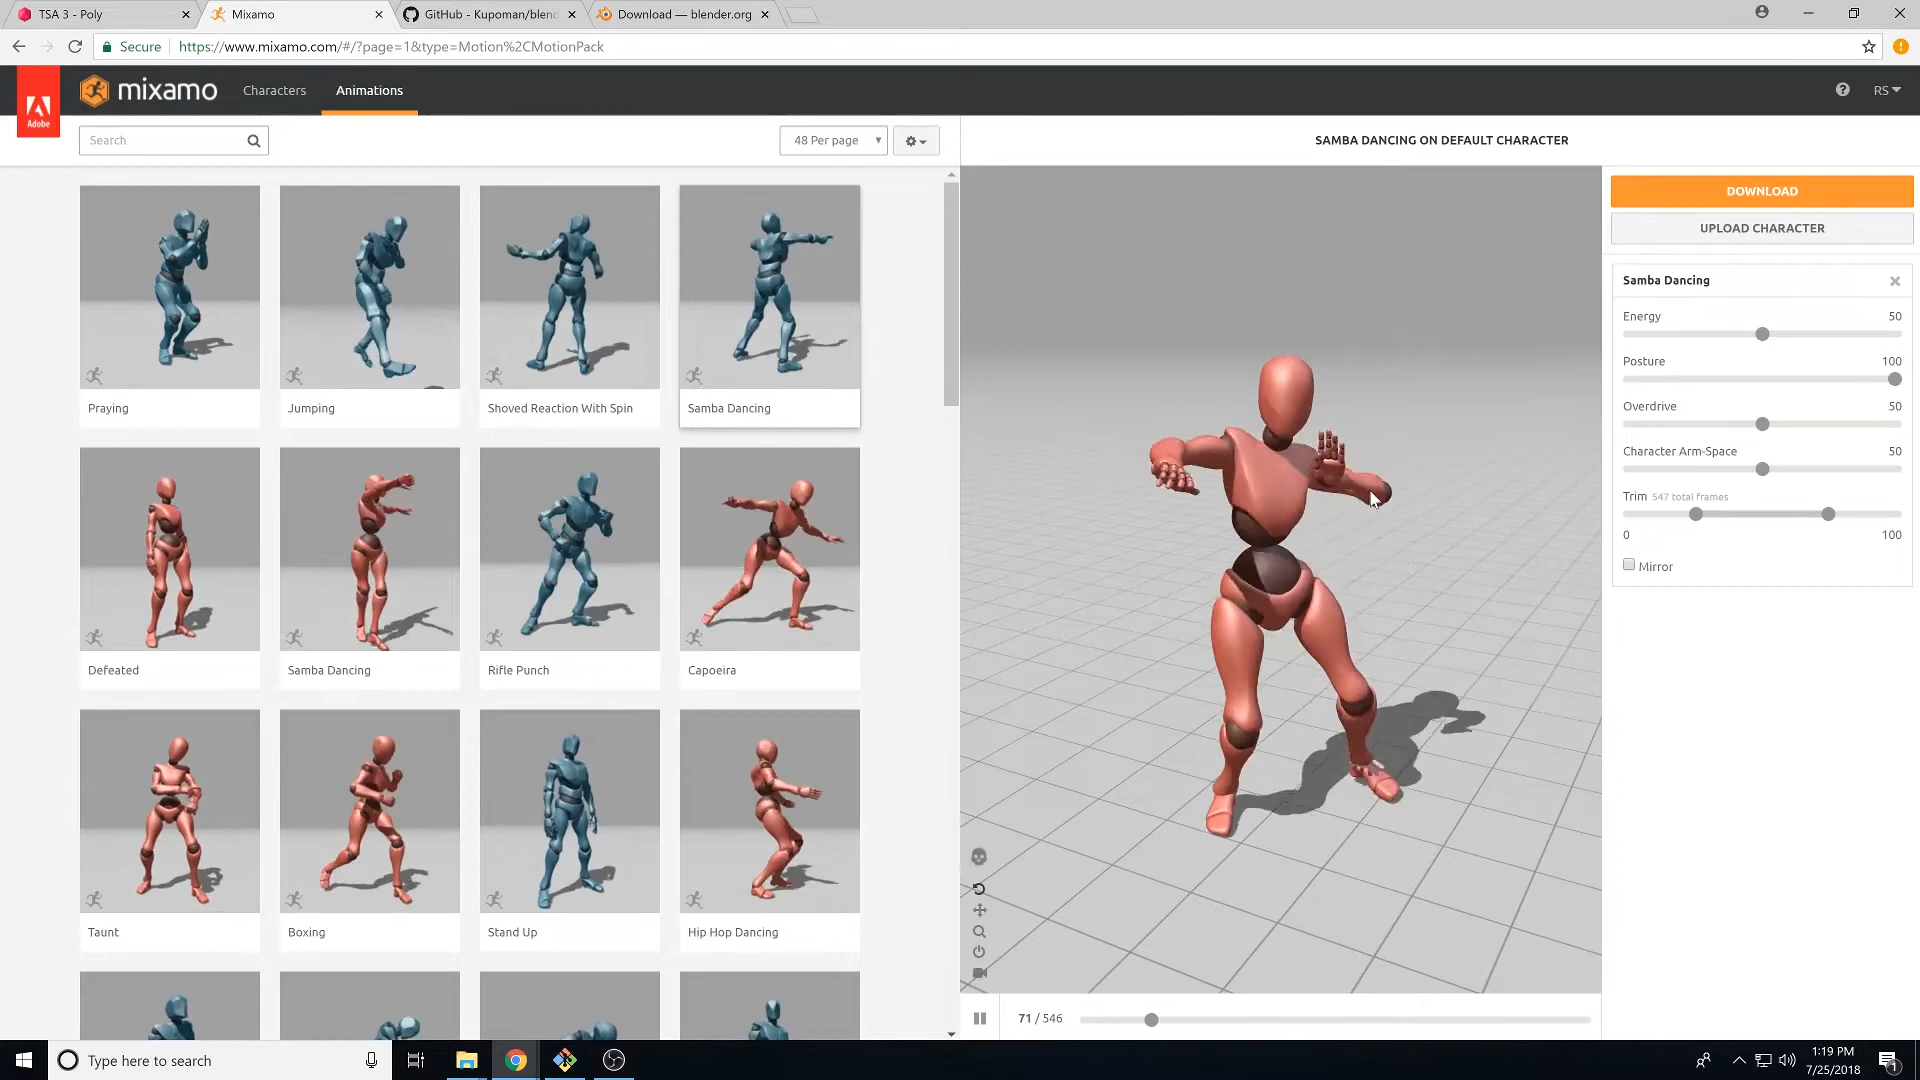 TSA 3 - Poly
Mixamo
GitHub - Kupoman/blend
Download — blender.org
Secure
https://www.mixamo.com/#/?page=1&type=Motion%2CMotionPack
Adobe
mixamo
Characters
Animations
RS
Search
48 Per page
SAMBA DANCING ON DEFAULT CHARACTER
DOWNLOAD
UPLOAD CHARACTER
Samba Dancing
Energy 50
Posture 100
Overdrive 50
Character Arm-Space 50
Trim 547 total frames
0 100
Mirror
Praying
Jumping
Shoved Reaction With Spin
Samba Dancing
Defeated
Samba Dancing
Rifle Punch
Capoeira
Taunt
Boxing
Stand Up
Hip Hop Dancing
71 / 546
Type here to search
1:19 PM
7/25/2018
1